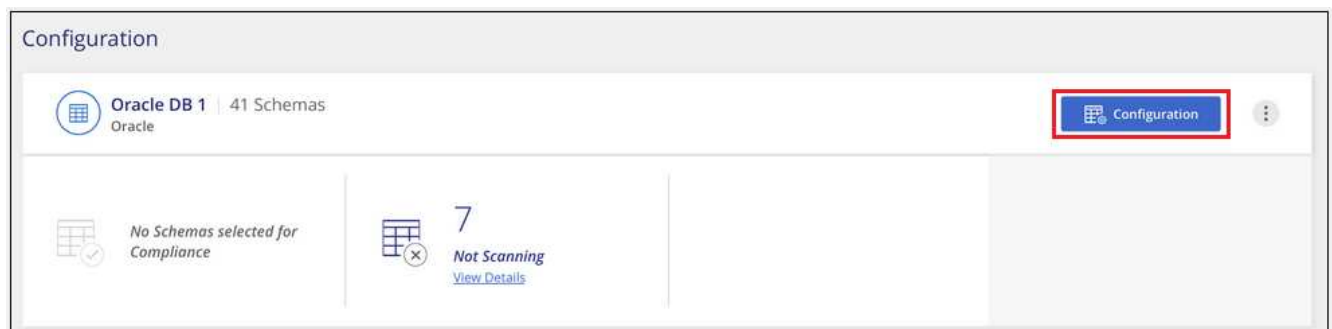 Configuration
Oracle DB 1 | 41 Schemas
Oracle
Configuration
No Schemas selected for
Compliance
7
Not Scanning
View Details